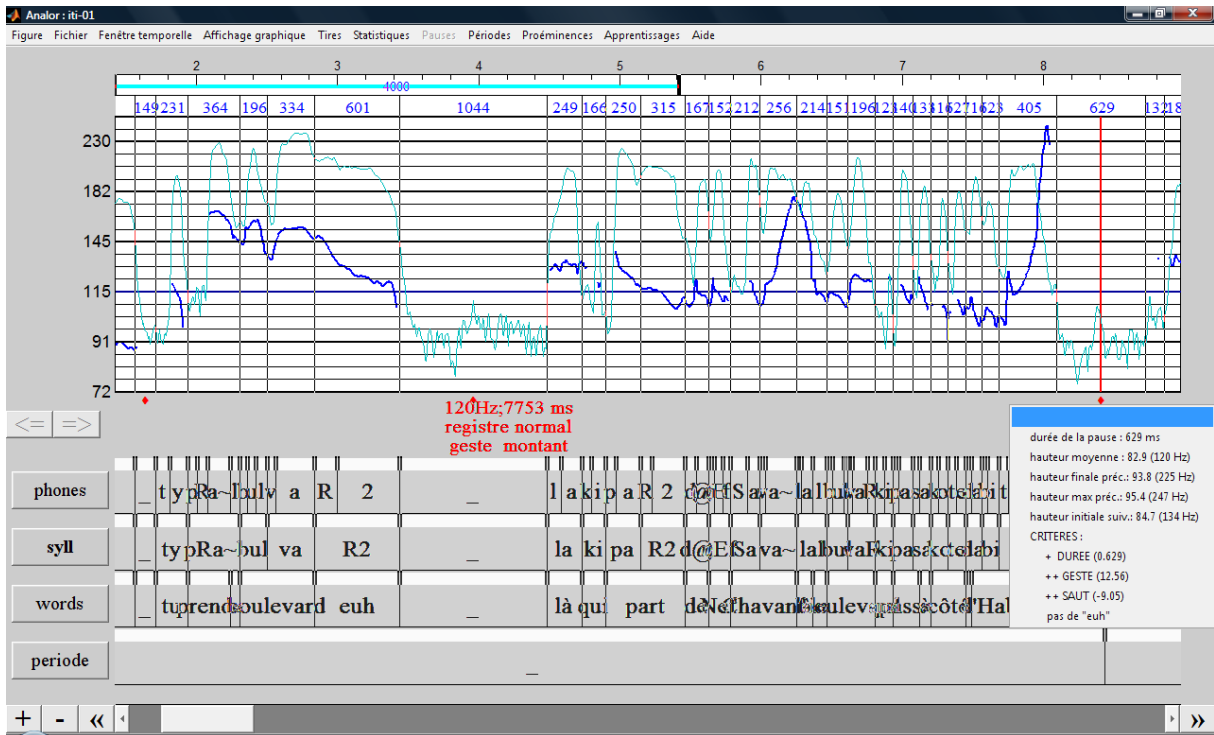 Analor : iti-01
Figure Fichier Fenêtre temporelle Affichage graphique Tires Statistiques Pauses Périodes Proéminences Apprentissages Aide
2 3 4 5 6 7 8
4000
149 231 364 196 334 601 1044 249 166 250 315 167 152 212 256 214 151 196 405 629
230
182
145
115
91
72
<= =>
120Hz;7753 ms
registre normal
geste montant
durée de la pause : 629 ms
hauteur moyenne : 82.9 (120 Hz)
hauteur finale préc.: 93.8 (225 Hz)
hauteur max préc.: 95.4 (247 Hz)
hauteur initiale suiv.: 84.7 (134 Hz)
CRITERES :
+ DUREE (0.629)
++ GESTE (12.56)
++ SAUT (-9.05)
pas de "euh"
phones _ t y p R a~ l b u l v a R 2 _ l a k i p a R 2
syll _ ty pRa~ bul va R2 _ la ki pa R2
words _ tu prends boulevard euh _ là qui part
periode _
+ - « »